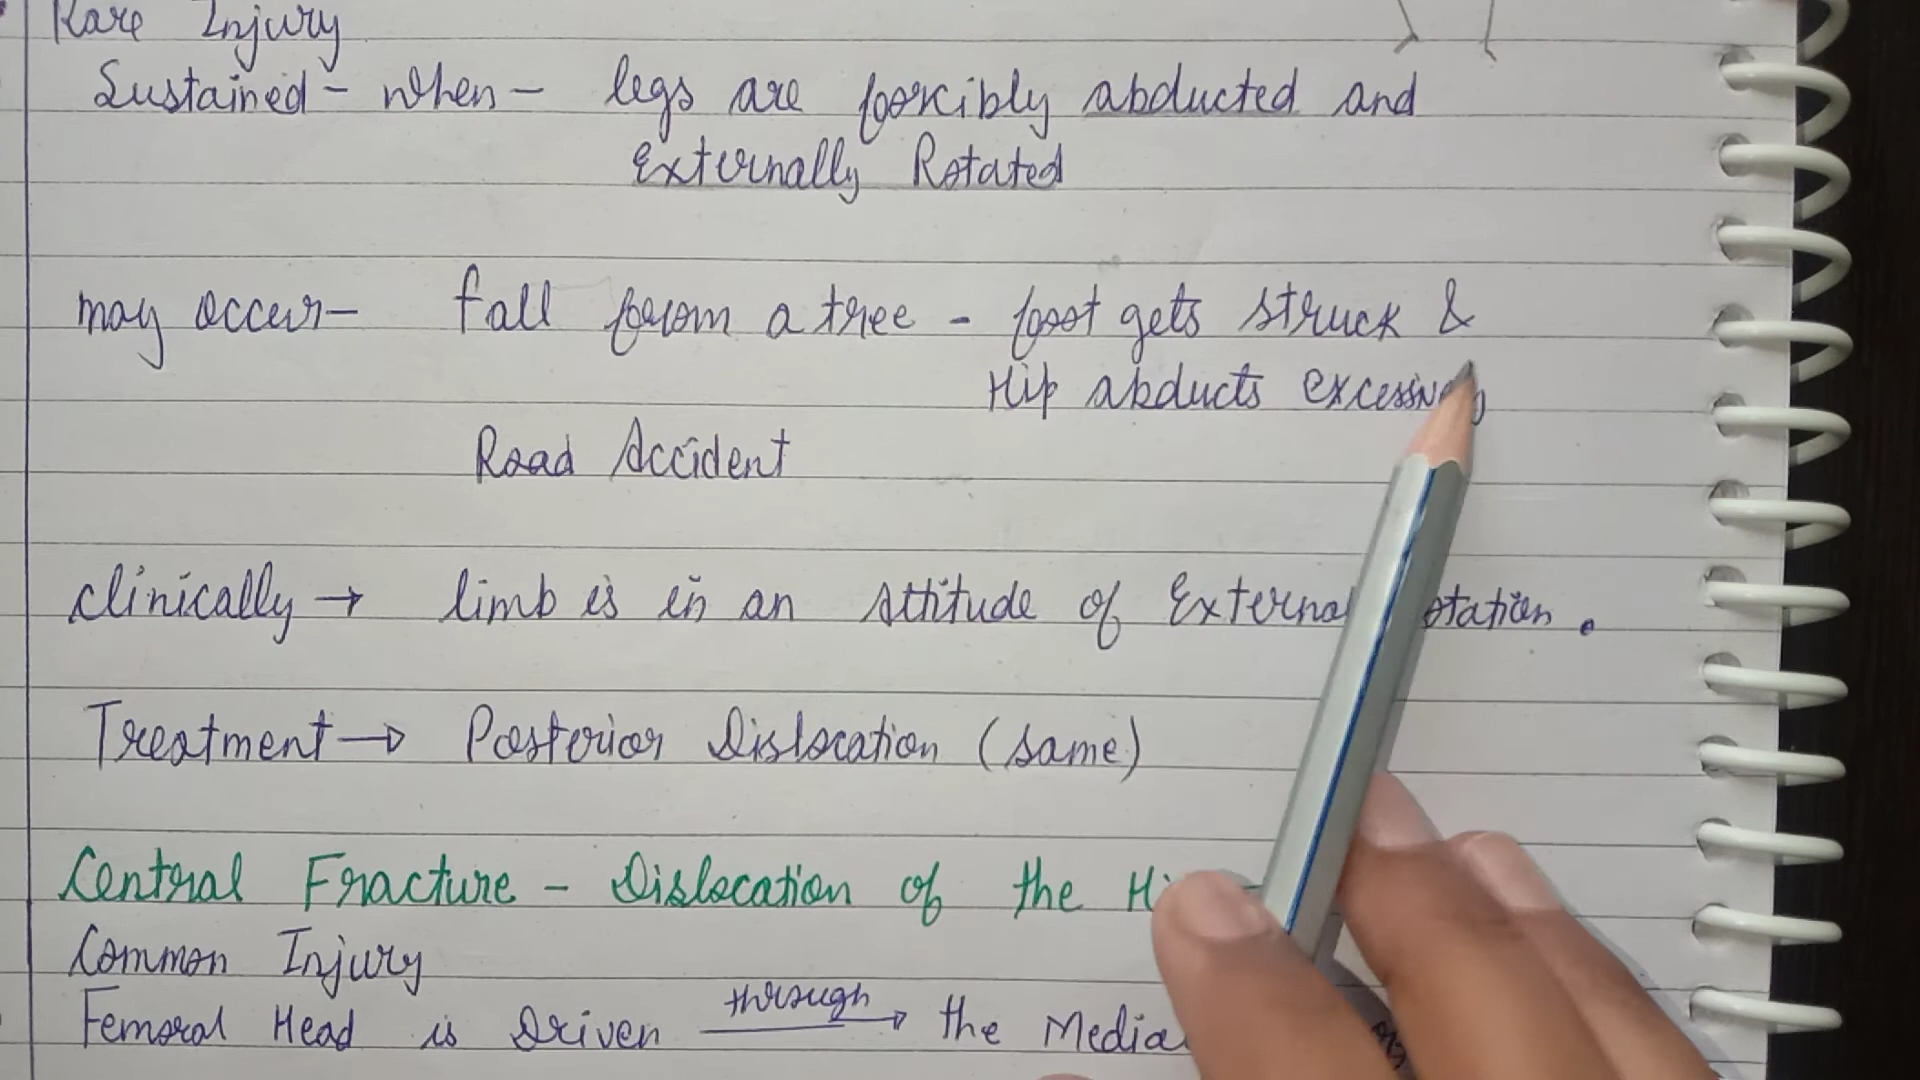 Rare Injury
Sustained - when - legs are forcibly abducted and
Externally Rotated
may occur - fall from a tree - foot gets struck &
Hip abducts
Road Accident
clinically → limb is in an Attitude of
Treatment → Posterior Dislocation (same)
Central Fracture - Dislocation of the
Common Injury
Femoral Head is Driven through → the